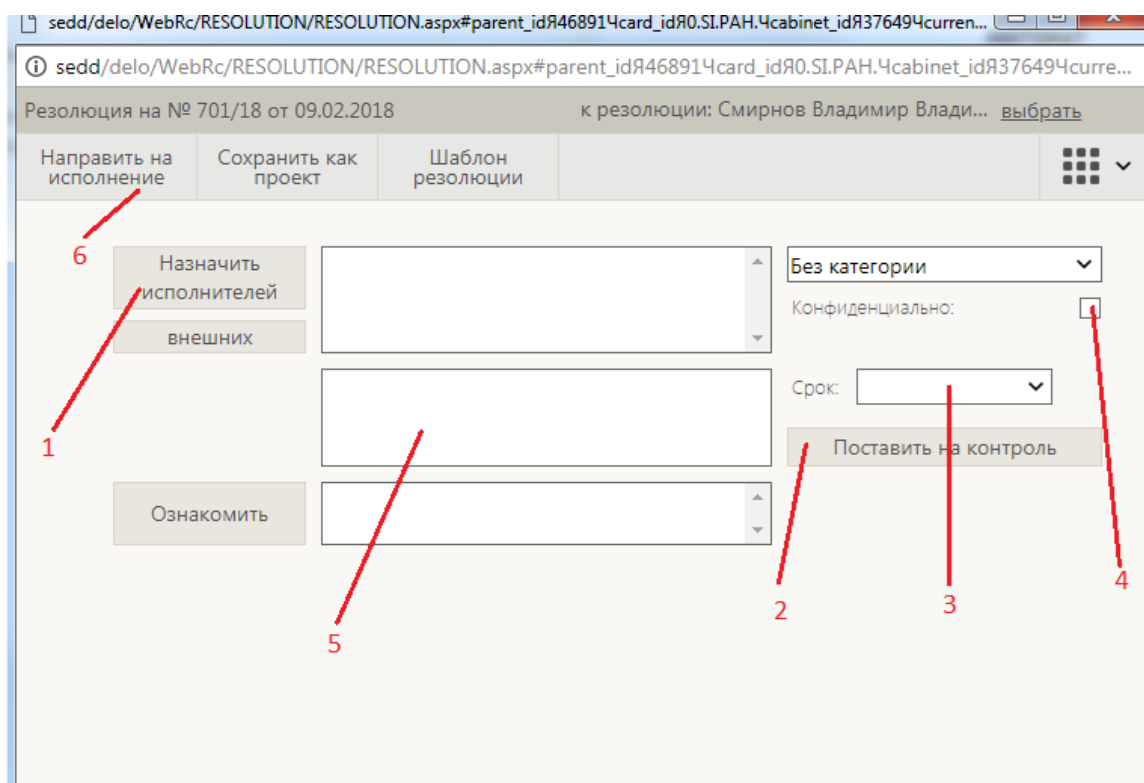 sedd/delo/WebRc/RESOLUTION/RESOLUTION.aspx#parent_idЯ46891Чcard_idЯ0.SI.РАН.Чcabinet_idЯ37649Чcurren...
sedd/delo/WebRc/RESOLUTION/RESOLUTION.aspx#parent_idЯ46891Чcard_idЯ0.SI.РАН.Чcabinet_idЯ37649Чcurre...
Резолюция на № 701/18 от 09.02.2018 к резолюции: Смирнов Владимир Влади... выбрать
Направить на исполнение
Сохранить как проект
Шаблон резолюции
6
Назначить исполнителей
внешних
Без категории
Конфиденциально:
Срок:
Поставить на контроль
1
Ознакомить
5
2
3
4